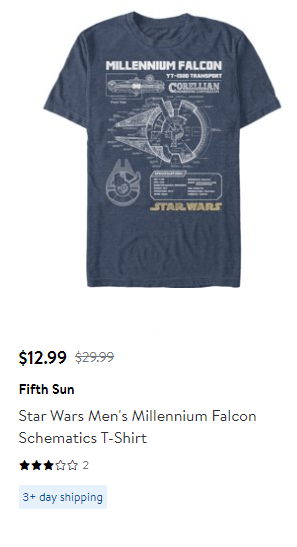 MILLENNIUM FALCON
YT-1300 TRANSPORT
CORELLIAN
STAR WARS
$12.99 $29.99
Fifth Sun
Star Wars Men's Millennium Falcon
Schematics T-Shirt
2
3+ day shipping